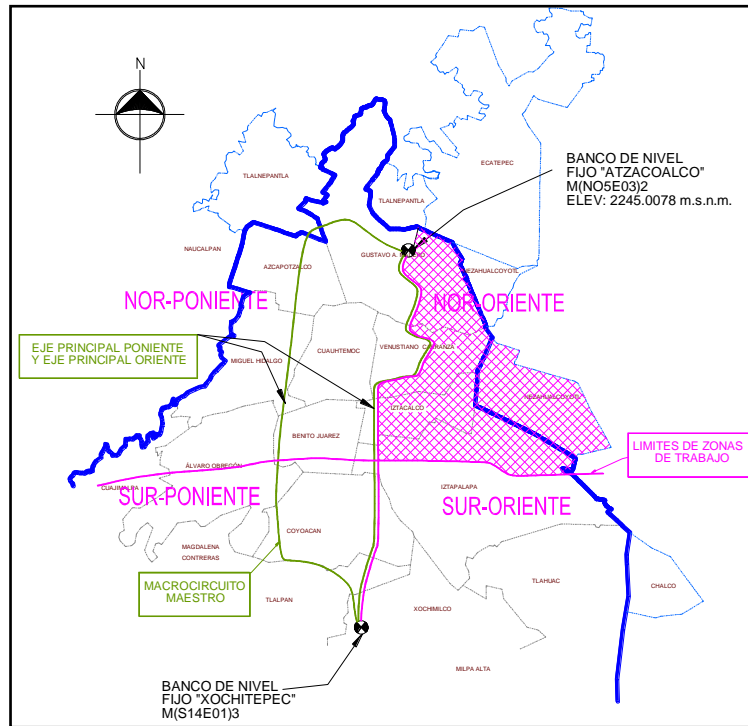 N
TLALNEPANTLA
ECATEPEC
BANCO DE NIVEL
FIJO "ATZACOALCO"
M(NO5E03)2
ELEV: 2245.0078 m.s.n.m.
TLALNEPANTLA
NAUCALPAN
AZCAPOTZALCO
GUSTAVO A.
NOR-PONIENTE
NOR-ORIENTE
EJE PRINCIPAL PONIENTE
Y EJE PRINCIPAL ORIENTE
CUAUHTEMOC
VENUSTIANO CARRANZA
MIGUEL HIDALGO
IZTACALCO
BENITO JUAREZ
LIMITES DE ZONAS
DE TRABAJO
ÁLVARO OBREGÓN
CUAJIMALPA
IZTAPALAPA
SUR-PONIENTE
SUR-ORIENTE
COYOACAN
MAGDALENA
CONTRERAS
MACROCIRCUITO
MAESTRO
TLALPAN
TLAHUAC
CHALCO
XOCHIMILCO
MILPA ALTA
BANCO DE NIVEL
FIJO "XOCHITEPEC"
M(S14E01)3